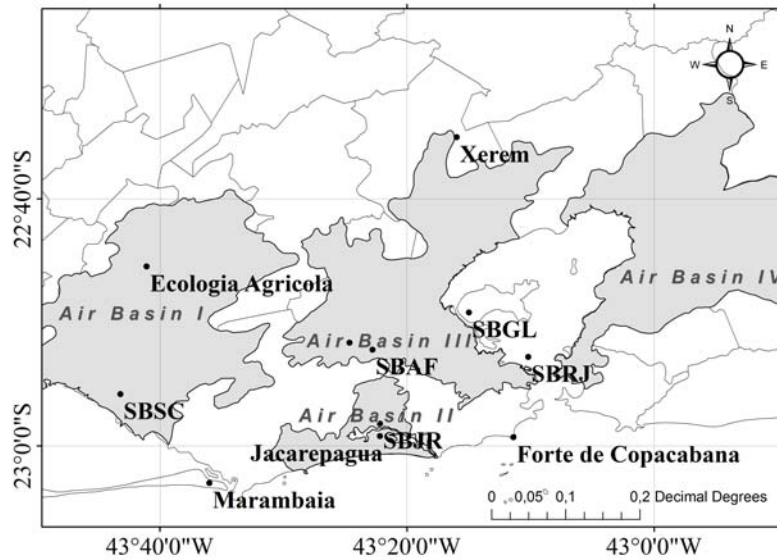 N
W E
S
Xerem
22°40'0"S
Ecologia Agricola
Air Basin IV
Air Basin I
SBGL
Air Basin III
SBAF
SBRJ
SBSC
Air Basin II
SBJR
23°0'0"S
Jacarepagua
Forte de Copacabana
Marambaia
0 0,05 0,1 0,2 Decimal Degrees
43°40'0"W 43°20'0"W 43°0'0"W